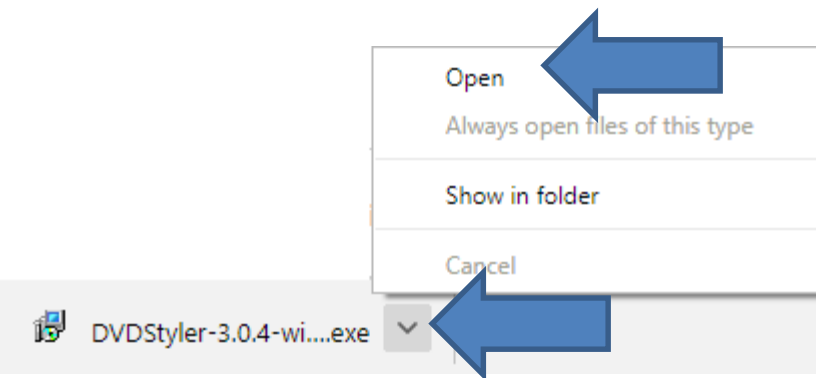 Open
Always open files of this type
Show in folder
Cancel
DVDStyler-3.0.4-wi....exe